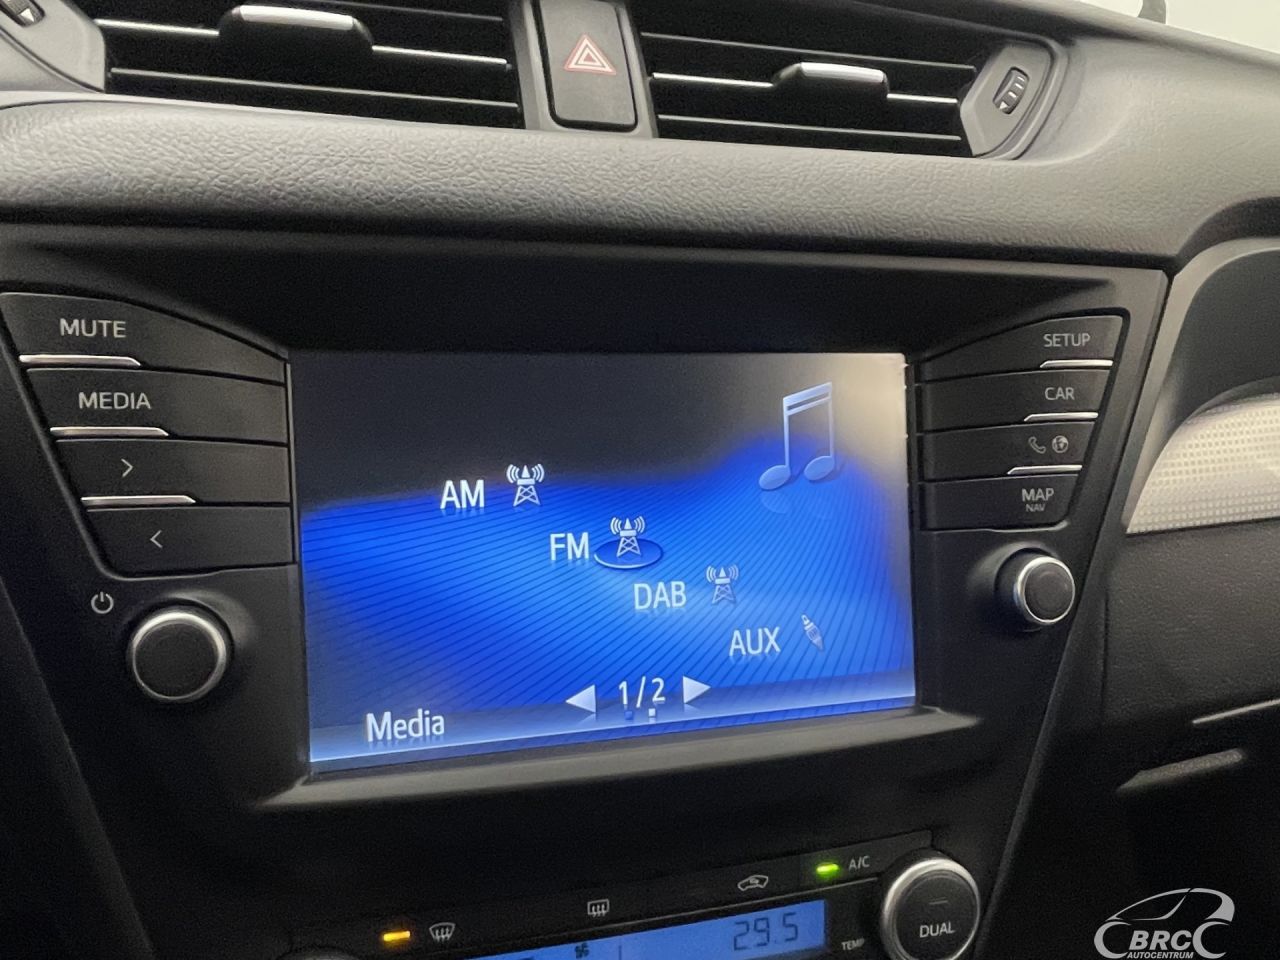 MUTE
MEDIA
>
<
SETUP
CAR
MAP
NAV
AM
FM
DAB
AUX
1/2
Media
A/C
29.5
TEMP
DUAL
BRC
AUTOCENTRUM